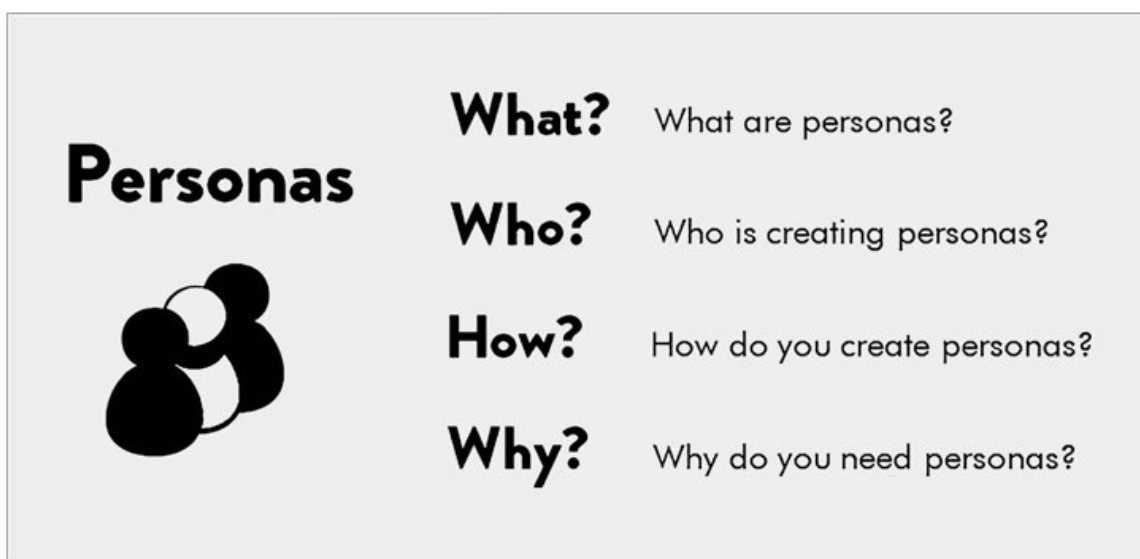 Personas
What? What are personas?
Who? Who is creating personas?
How? How do you create personas?
Why? Why do you need personas?